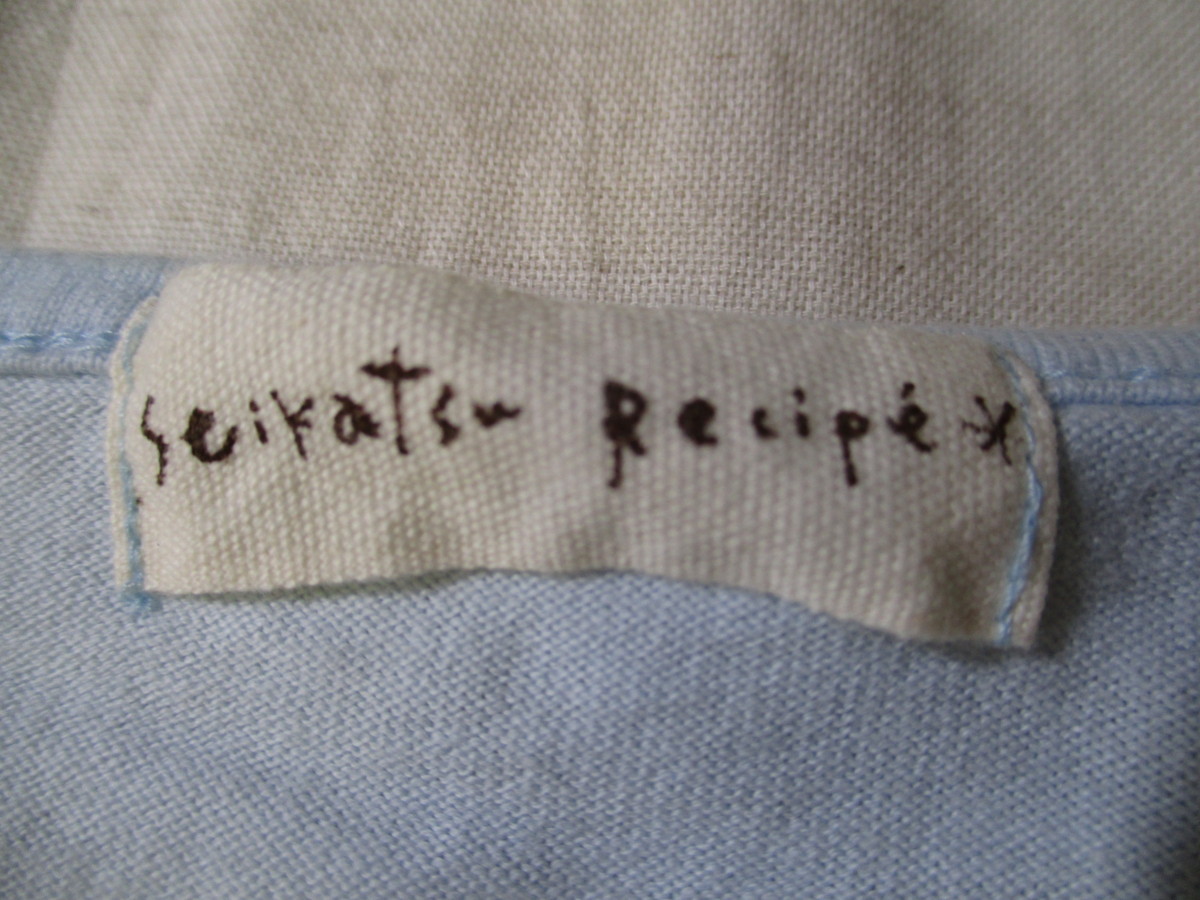 seikatsu Recipé *